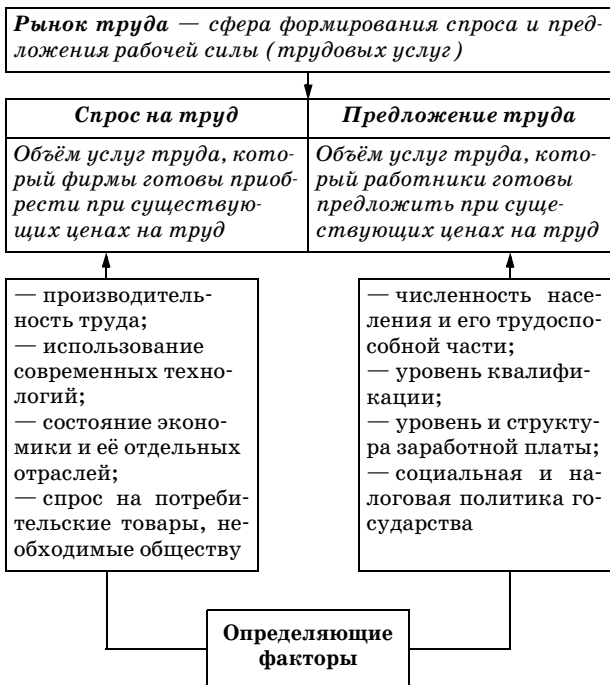 Рынок труда — сфера формирования спроса и пред-
ложения рабочей силы (трудовых услуг)
Спрос на труд
Объём услуг труда, кото-
рый фирмы готовы приоб-
рести при существую-
щих ценах на труд
Предложение труда
Объём услуг труда, кото-
рый работники готовы
предложить при суще-
ствующих ценах на труд
— производитель-
ность труда;
— использование
современных техно-
логий;
— состояние эконо-
мики и её отдельных
отраслей;
— спрос на потреби-
тельские товары, не-
обходимые обществу
— численность насе-
ления и его трудоспо-
собной части;
— уровень квалифи-
кации;
— уровень и структу-
ра заработной платы;
— социальная и на-
логовая политика го-
сударства
Определяющие
факторы